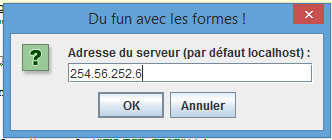 Du fun avec les formes !
Adresse du serveur (par défaut localhost) :
254.56.252.6
OK
Annuler